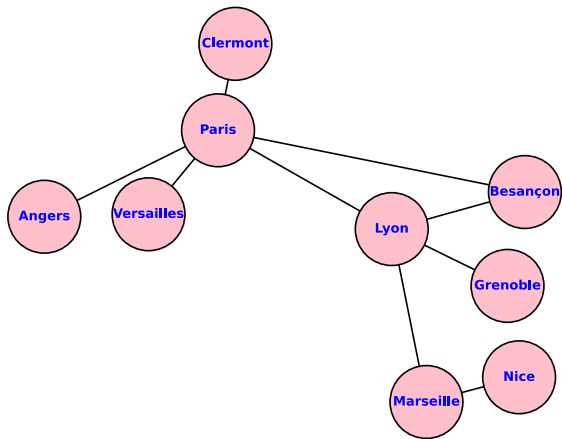 Clermont
Paris
Angers
Versailles
Besançon
Lyon
Grenoble
Nice
Marseille